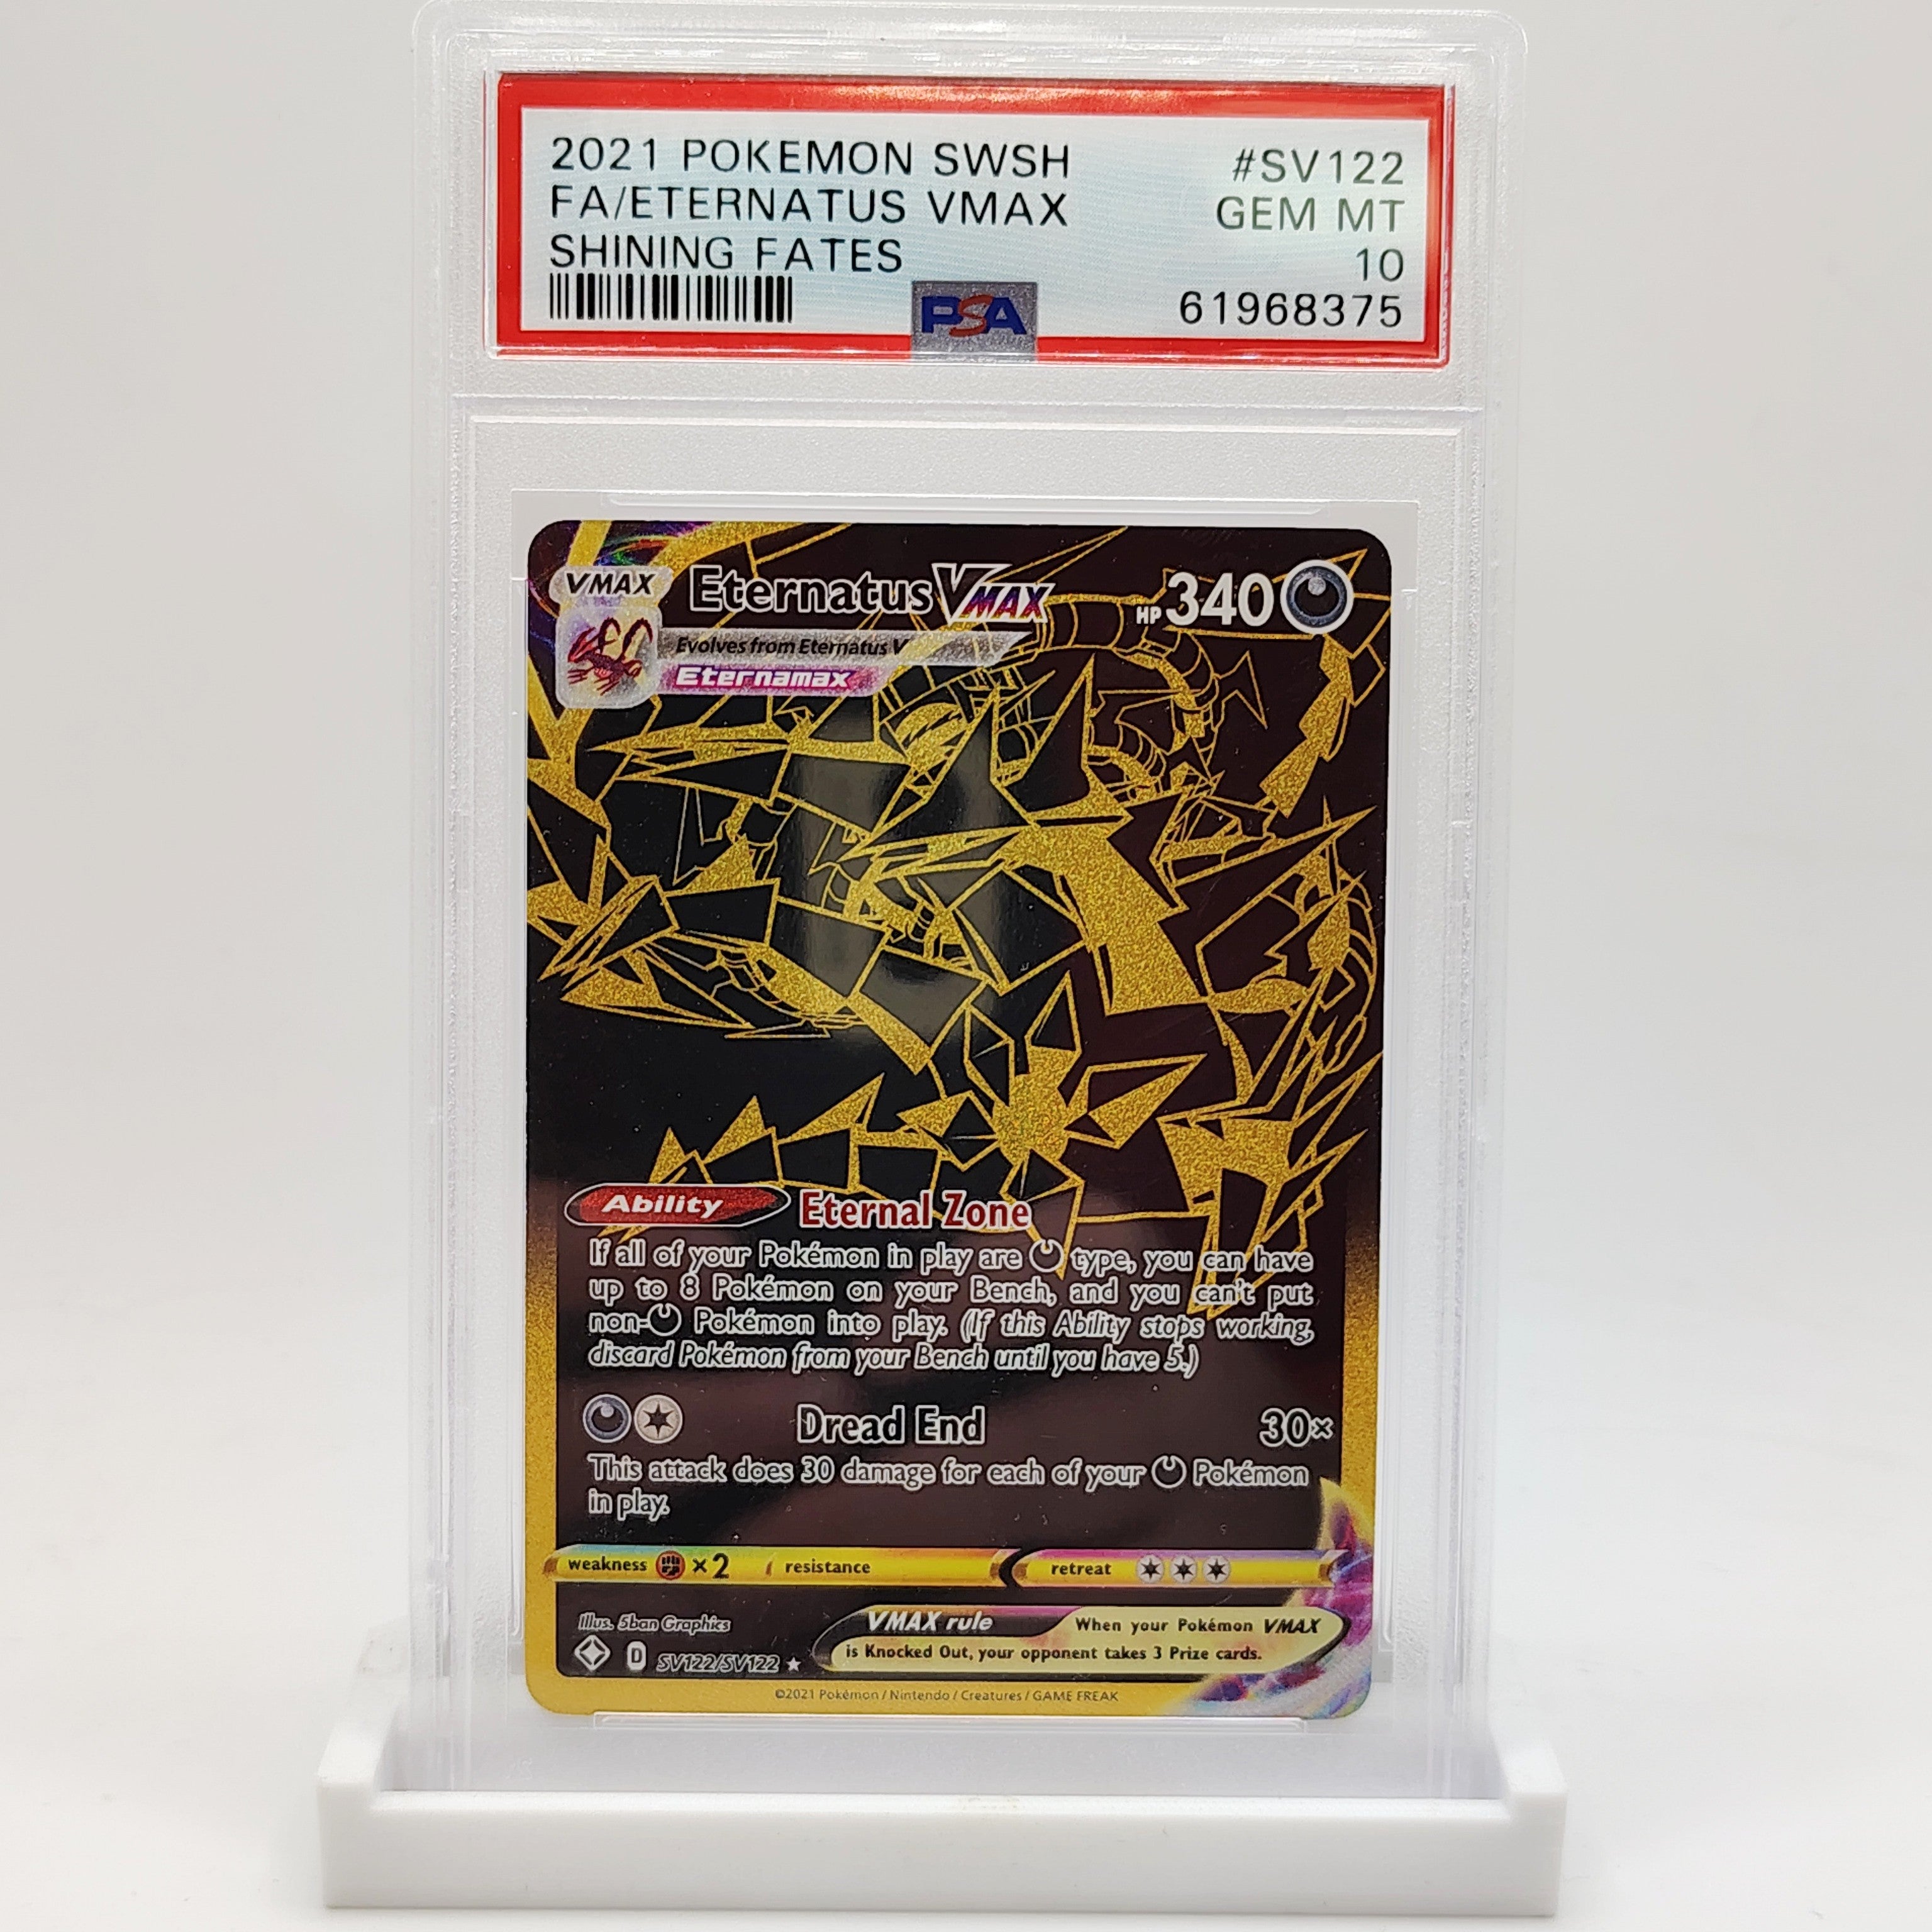 2021 POKEMON SWSH #SV122
FA/ETERNATUS VMAX GEM MT
SHINING FATES 10
PSA 61968375
VMAX Eternatus VMAX HP 340
Evolves from Eternatus V
Eternamax
Ability Eternal Zone
If all of your Pokémon in play are type, you can have
up to 8 Pokémon on your Bench, and you can't put
non- Pokémon into play. (If this Ability stops working,
discard Pokémon from your Bench until you have 5.)
Dread End 30×
This attack does 30 damage for each of your Pokémon
in play.
weakness ×2 resistance retreat
Illus. 5ban Graphics
D SV122/SV122
VMAX rule When your Pokémon VMAX
is Knocked Out, your opponent takes 3 Prize cards.
©2021 Pokémon / Nintendo / Creatures / GAME FREAK